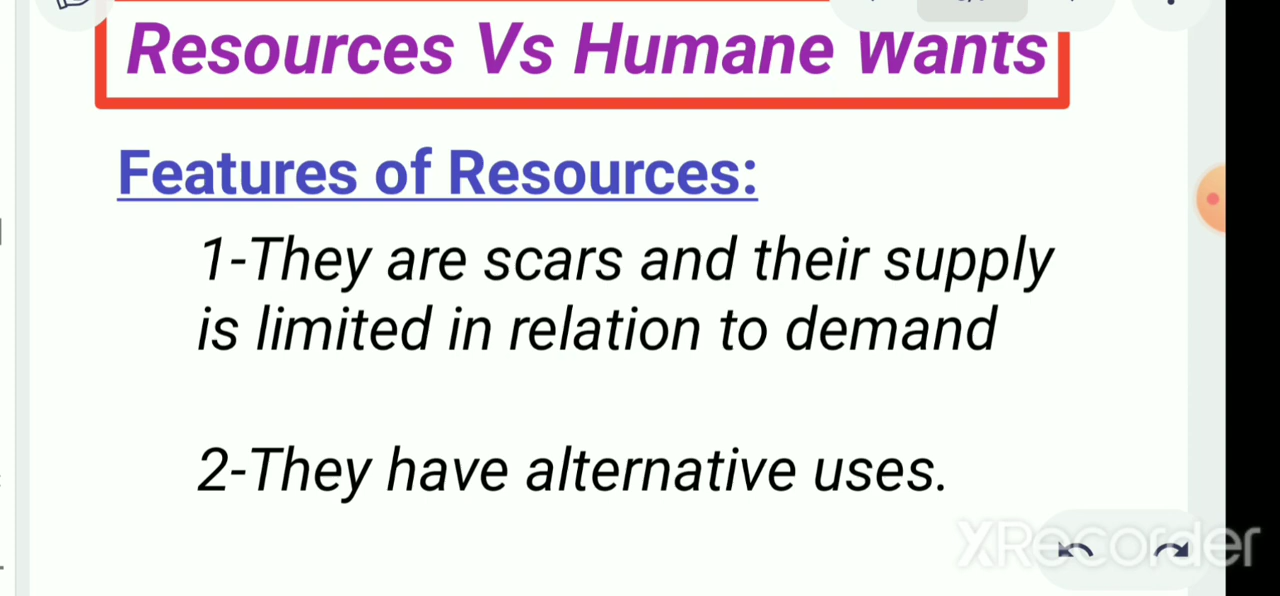 Resources Vs Humane Wants
Features of Resources:
1-They are scars and their supply
is limited in relation to demand
2-They have alternative uses.
XRecorder